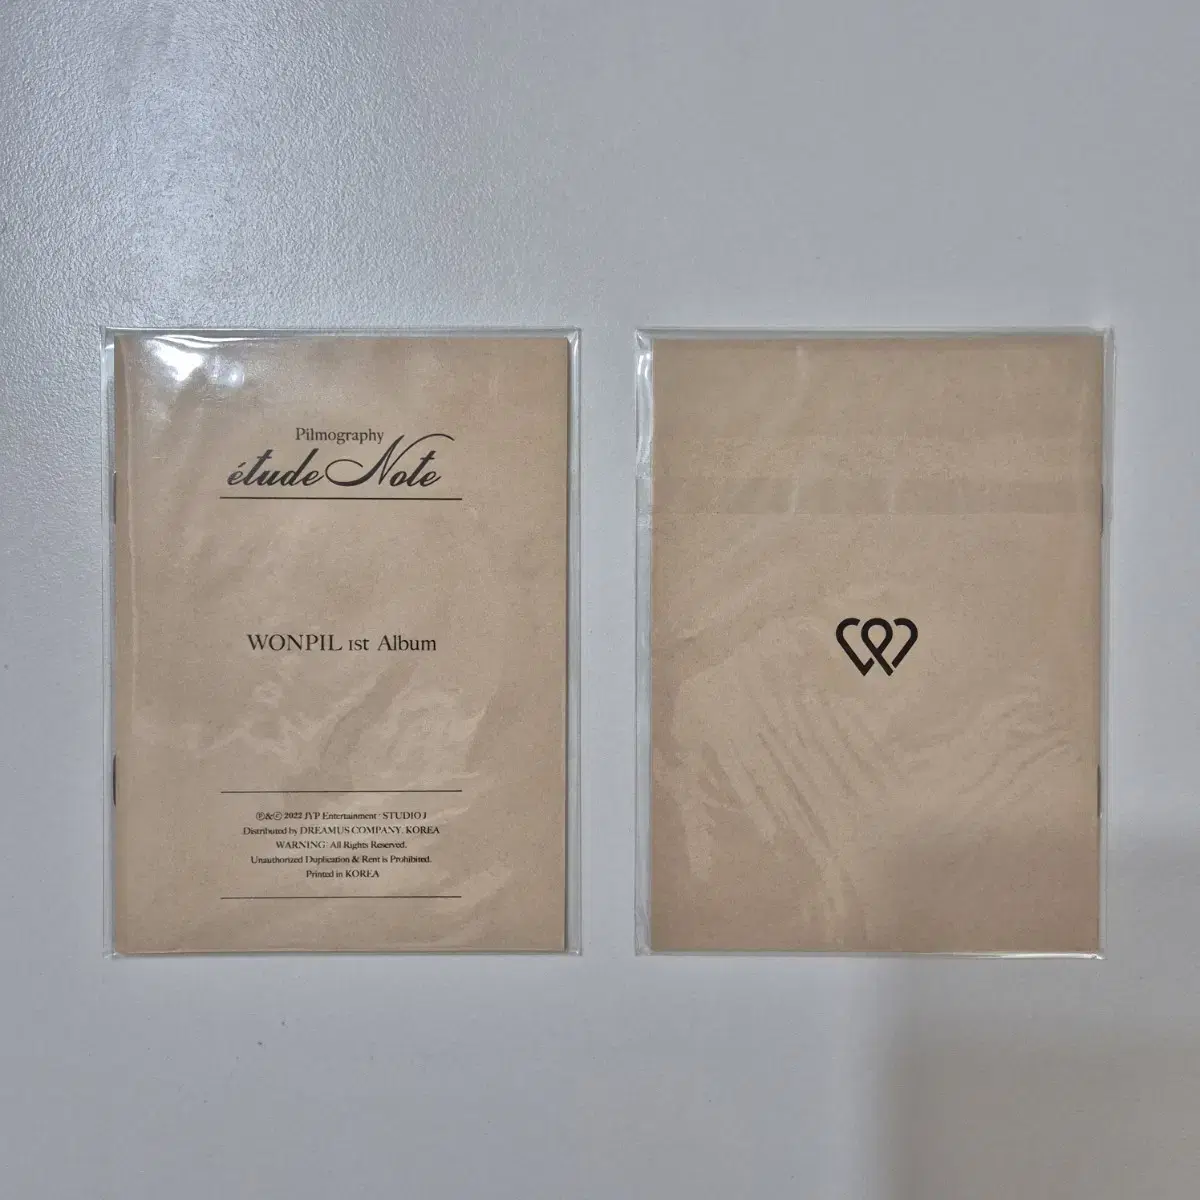 Pilmography
étude Note
WONPIL 1st Album
Ⓟ&Ⓒ 2022 JYP Entertainment · STUDIO J
Distributed by DREAMUS COMPANY, KOREA
WARNING: All Rights Reserved.
Unauthorized Duplication & Rent is Prohibited.
Printed in KOREA